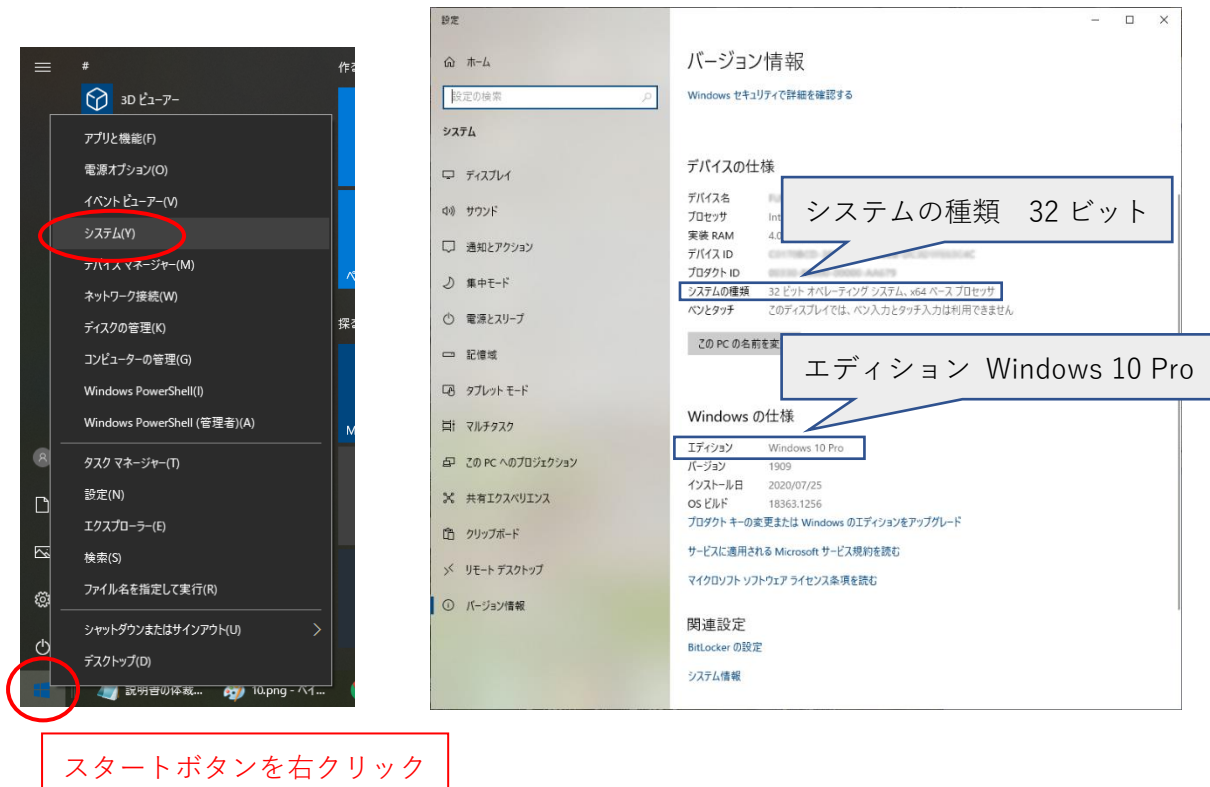 #
作る
3D ビューアー
アプリと機能(F)
電源オプション(O)
イベント ビューアー(V)
システム(Y)
デバイス マネージャー(M)
ネットワーク接続(W)
ディスクの管理(K)
コンピューターの管理(G)
Windows PowerShell(I)
Windows PowerShell (管理者)(A)
タスク マネージャー(T)
設定(N)
エクスプローラー(E)
検索(S)
ファイル名を指定して実行(R)
シャットダウンまたはサインアウト(U)
デスクトップ(D)
探る
説明書の体裁...
10.png - ペイ...
スタートボタンを右クリック
設定
ホーム
設定の検索
システム
ディスプレイ
サウンド
通知とアクション
集中モード
電源とスリープ
記憶域
タブレット モード
マルチタスク
この PC へのプロジェクション
共有エクスペリエンス
クリップボード
リモート デスクトップ
バージョン情報
バージョン情報
Windows セキュリティで詳細を確認する
デバイスの仕様
デバイス名
プロセッサ Int
実装 RAM 4.0
デバイス ID
プロダクト ID
システムの種類 32 ビット オペレーティング システム、x64 ベース プロセッサ
ペンとタッチ このディスプレイでは、ペン入力とタッチ入力は利用できません
この PC の名前を変
システムの種類 32 ビット
エディション Windows 10 Pro
Windows の仕様
エディション Windows 10 Pro
バージョン 1909
インストール日 2020/07/25
OS ビルド 18363.1256
プロダクト キーの変更または Windows のエディションをアップグレード
サービスに適用される Microsoft サービス規約を読む
マイクロソフト ソフトウェア ライセンス条項を読む
関連設定
BitLocker の設定
システム情報